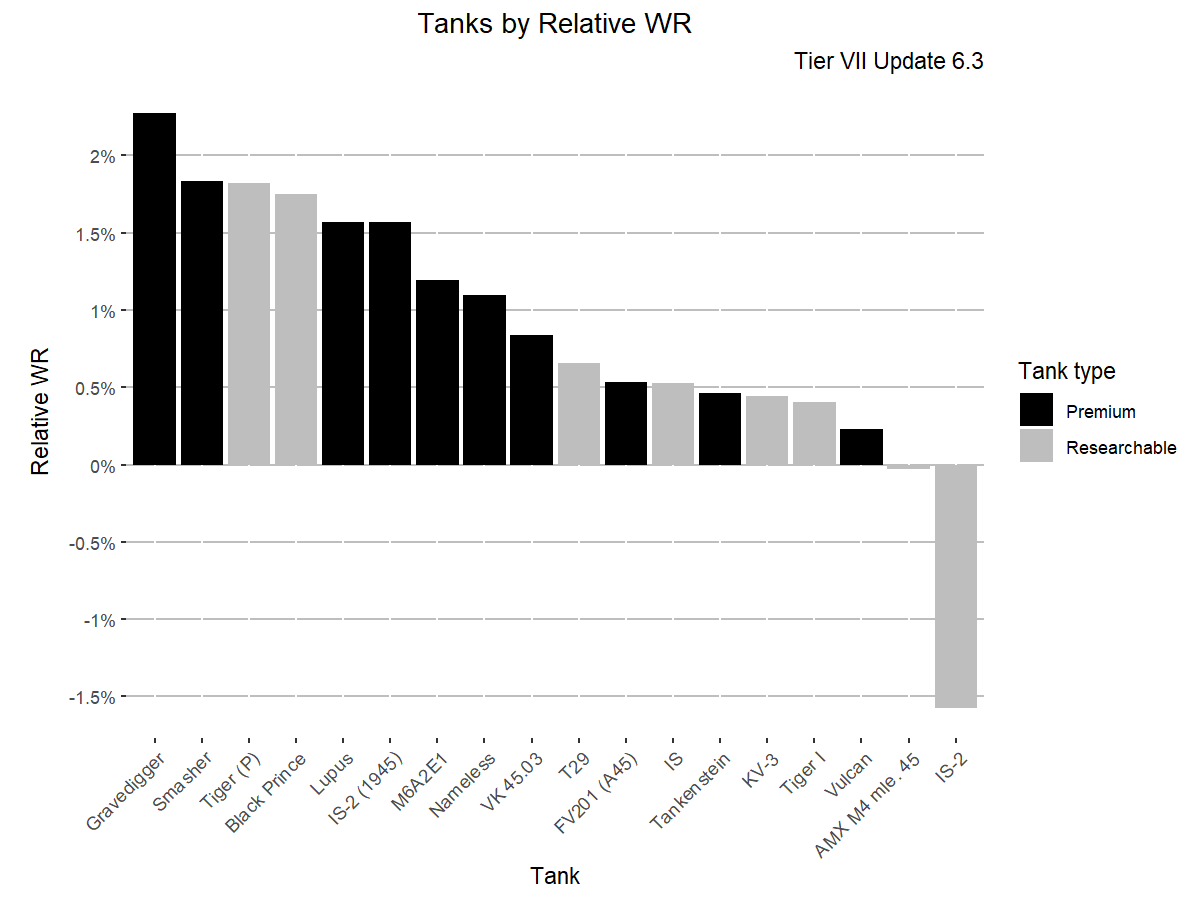 Tanks by Relative WR
Tier VII Update 6.3
2%
1.5%
1%
0.5%
0%
-0.5%
-1%
-1.5%
Relative WR
Gravedigger
Smasher
Tiger (P)
Black Prince
Lupus
IS-2 (1945)
M6A2E1
Nameless
VK 45.03
T29
FV201 (A45)
IS
Tankenstein
KV-3
Tiger I
Vulcan
AMX M4 mle. 45
IS-2
Tank
Tank type
Premium
Researchable